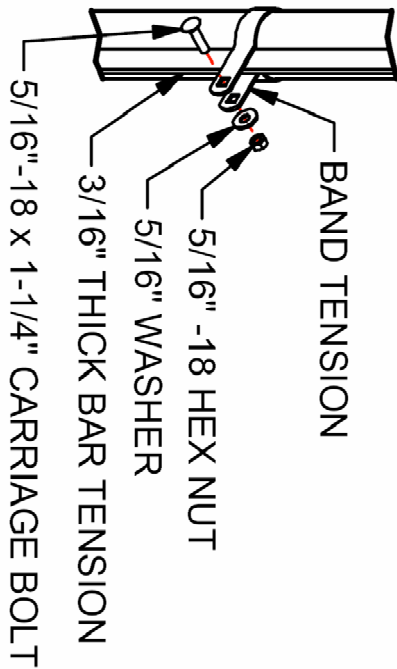 BAND TENSION
5/16" -18 HEX NUT
5/16" WASHER
3/16" THICK BAR TENSION
5/16"-18 x 1-1/4" CARRIAGE BOLT